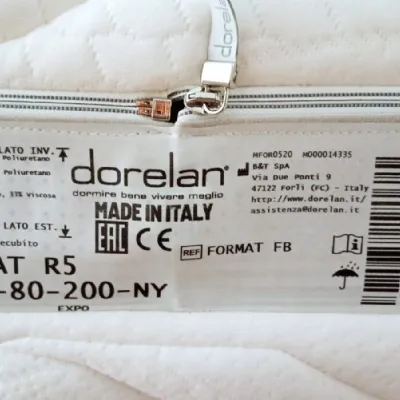 LATO INV.
Poliuretano
Poliuretano
33% Viscosa
LATO EST.
ecubito
dorelan®
dormire bene vivere meglio
MADE IN ITALY
EAC CE
AT R5
-80-200-NY
EXPO
REF FORMAT FB
MFOR0520 M000014335
B&T SpA
Via Due Ponti 9
47122 Forlì (FC) - Italy
http://www.dorelan.it/
assistenza@dorelan.it
dorelan